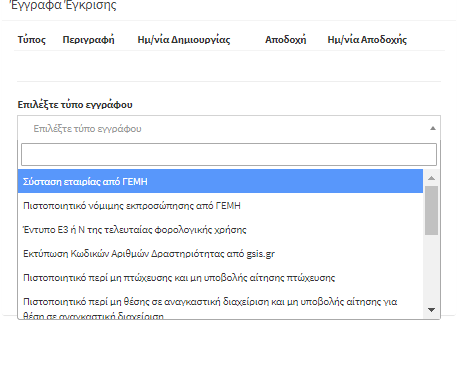 Έγγραφα Έγκρισης
Τύπος Περιγραφή Ημ/νία Δημιουργίας Αποδοχή Ημ/νία Αποδοχής
Επιλέξτε τύπο εγγράφου
Επιλέξτε τύπο εγγράφου
Σύσταση εταιρίας από ΓΕΜΗ
Πιστοποιητικό νόμιμης εκπροσώπησης από ΓΕΜΗ
Έντυπο Ε3 ή Ν της τελευταίας φορολογικής χρήσης
Εκτύπωση Κωδικών Αριθμών Δραστηριότητας από gsis.gr
Πιστοποιητικό περί μη πτώχευσης και μη υποβολής αίτησης πτώχευσης
Πιστοποιητικό περί μη θέσης σε αναγκαστική διαχείριση και μη υποβολής αίτησης για
θέση σε αναγκαστική διαχείριση